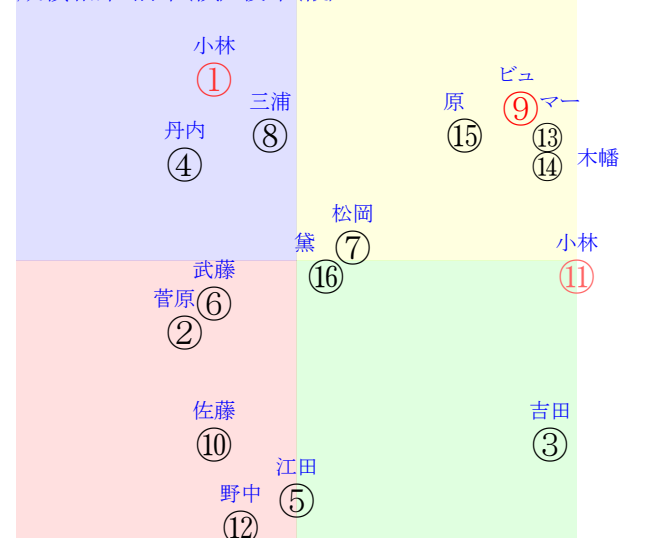 小林
①
三浦
⑧
丹内
④
ビュ
⑨
マー
⑬
原
⑮
木幡
⑭
松岡
⑦
黛
⑯
小林
⑪
武藤
⑥
菅原
②
佐藤
⑩
吉田
③
江田
⑤
野中
⑫